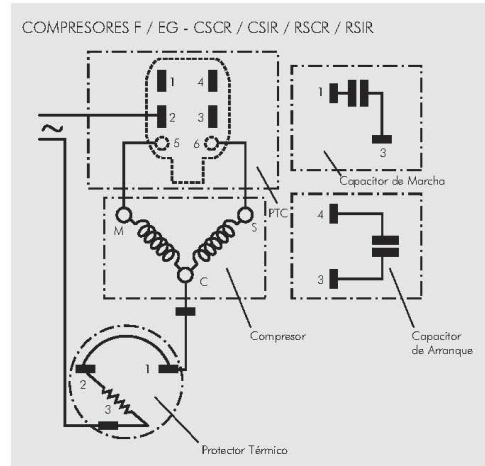 COMPRESORES F / EG - CSCR / CSIR / RSCR / RSIR
1 4
2 3
5 6
PTC
M S
C
Compresor
1
3
Capacitor de Marcha
4
3
Capacitor
de Arranque
2 1
3
Protector Térmico